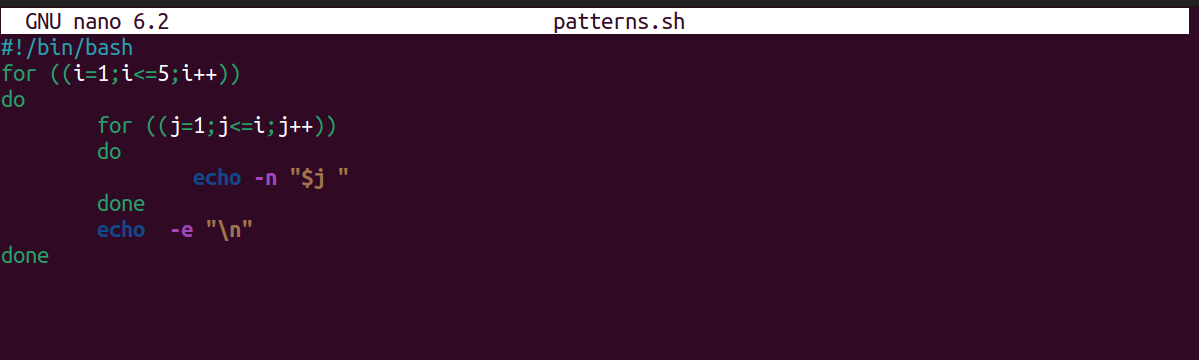 GNU nano 6.2 patterns.sh
#!/bin/bash
for ((i=1;i<=5;i++))
do
        for ((j=1;j<=i;j++))
        do
                echo -n "$j "
        done
        echo  -e "\n"
done